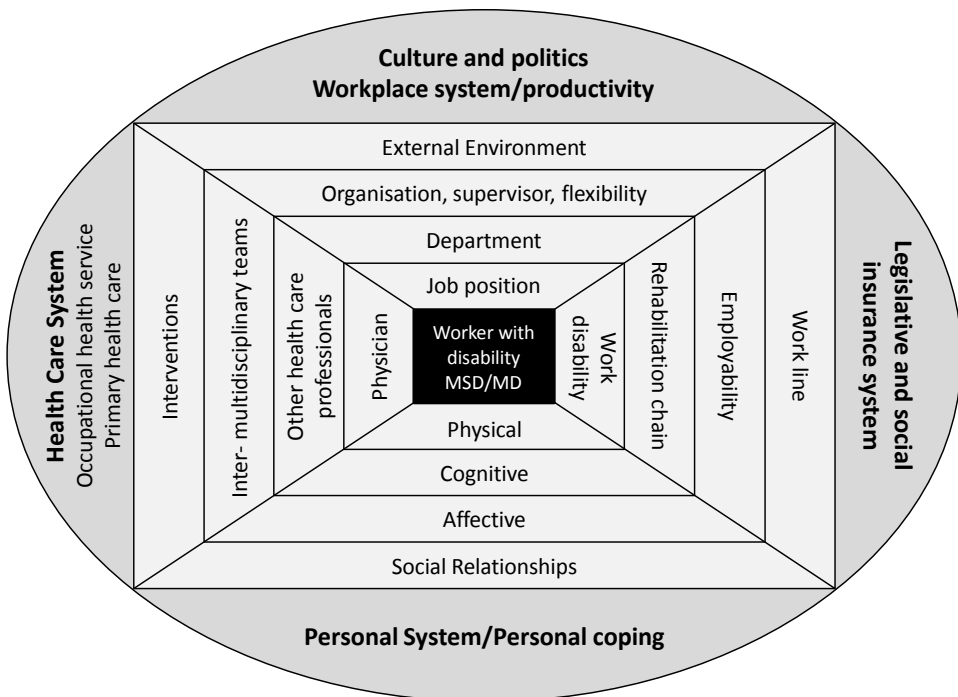 Culture and politics
Workplace system/productivity
External Environment
Organisation, supervisor, flexibility
Department
Job position
Health Care System
Occupational health service
Primary health care
Interventions
Inter- multidisciplinary teams
Other health care
professionals
Physician
Worker with
disability
MSD/MD
Work
disability
Rehabilitation chain
Employability
Work line
Legislative and social
insurance system
Physical
Cognitive
Affective
Social Relationships
Personal System/Personal coping